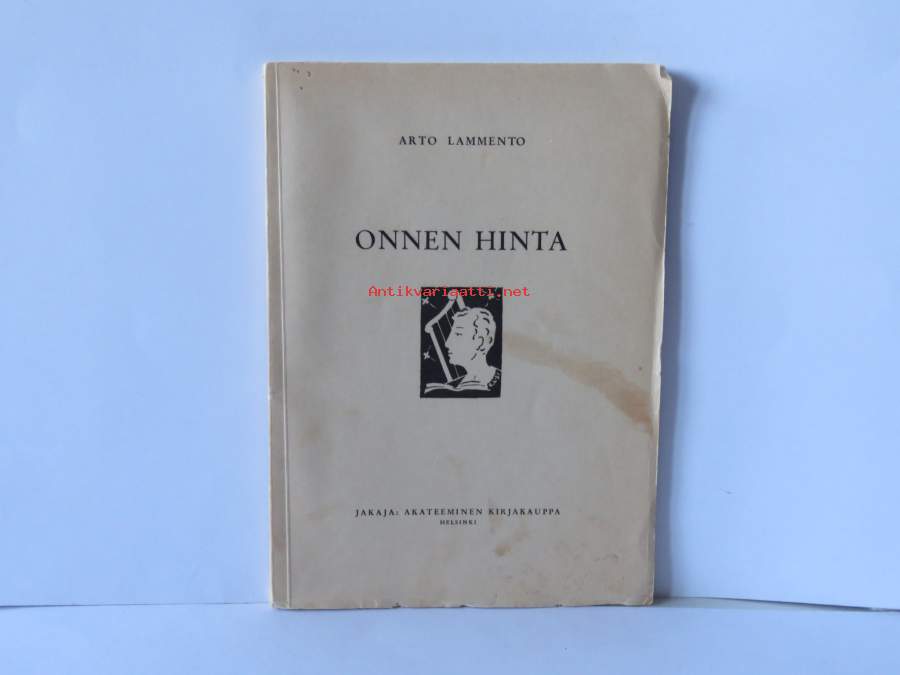 ARTO LAMMENTO
ONNEN HINTA
Antikvariaatti.net
JAKAJA: AKATEEMINEN KIRJAKAUPPA
HELSINKI